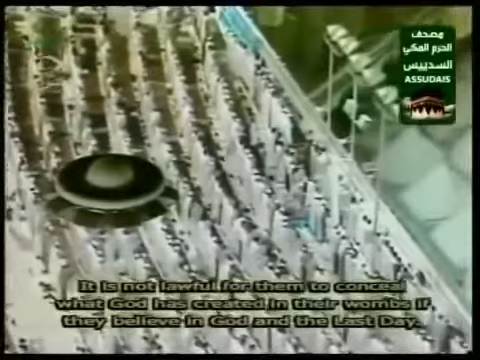 مصحف
الحرم المكي
السديس
ASSUDAIS
It is not lawful for them to conceal
what God has created in their wombs if
they believe in God and the Last Day.